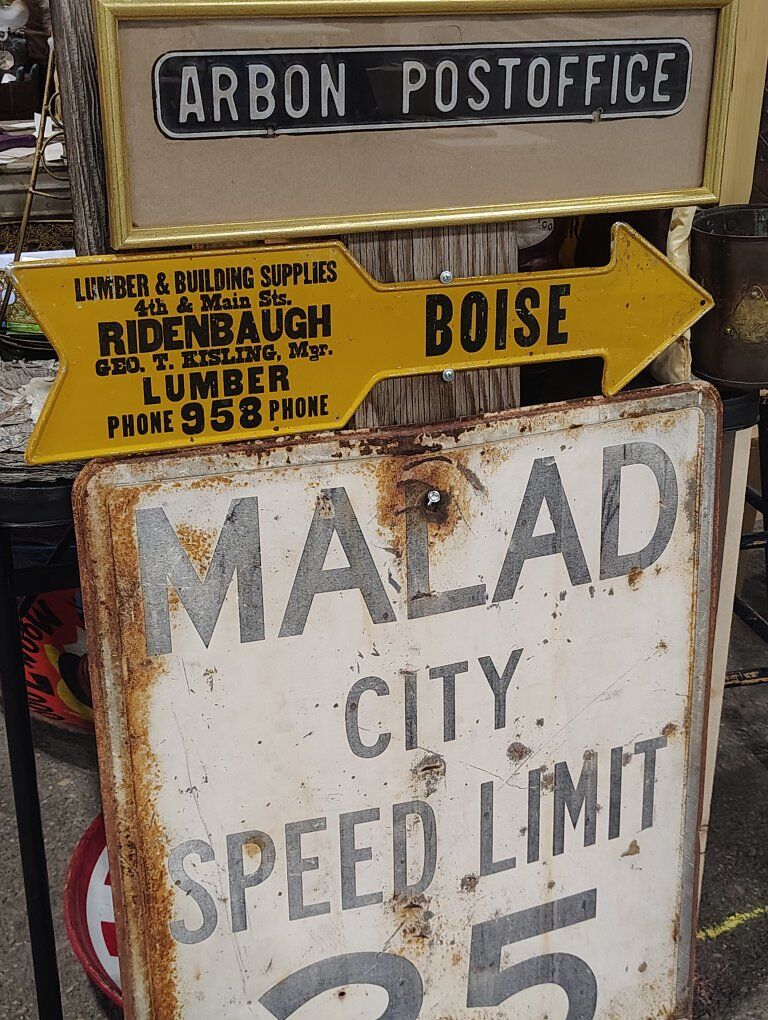 ARBON POSTOFFICE
LUMBER & BUILDING SUPPLIES
4th & Main Sts.
RIDENBAUGH
GEO. T. KISLING, Mgr.
LUMBER
PHONE 958 PHONE
BOISE
MALAD
CITY
SPEED LIMIT
25